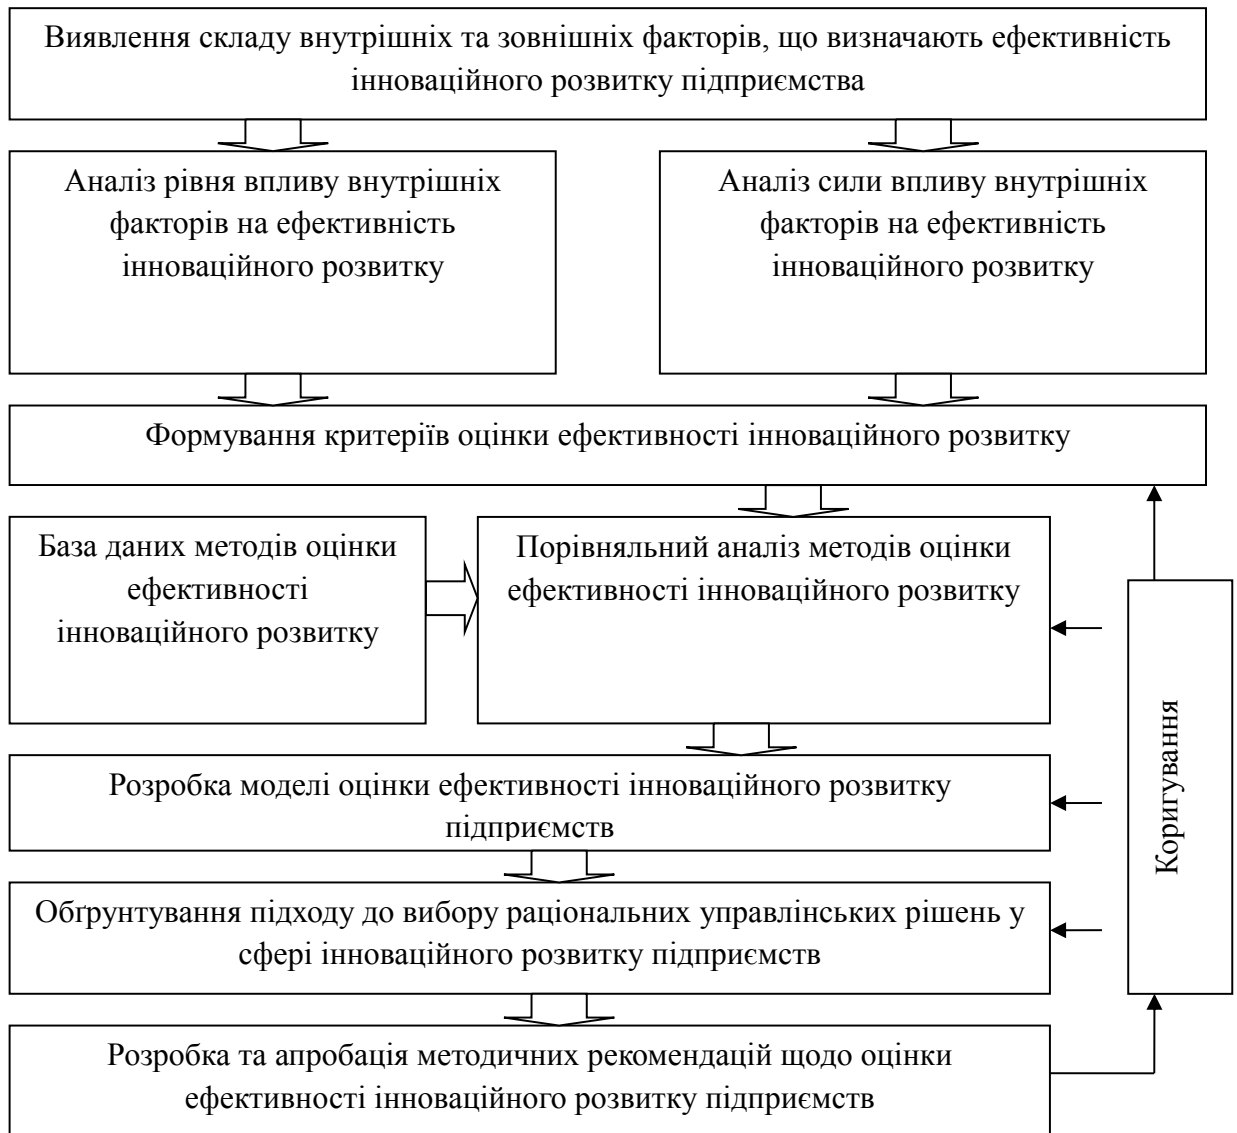 Виявлення складу внутрішніх та зовнішніх факторів, що визначають ефективність
інноваційного розвитку підприємства
Аналіз рівня впливу внутрішніх
факторів на ефективність
інноваційного розвитку
Аналіз сили впливу внутрішніх
факторів на ефективність
інноваційного розвитку
Формування критеріїв оцінки ефективності інноваційного розвитку
База даних методів оцінки
ефективності
інноваційного розвитку
Порівняльний аналіз методів оцінки
ефективності інноваційного розвитку
Коригування
Розробка моделі оцінки ефективності інноваційного розвитку
підприємств
Обґрунтування підходу до вибору раціональних управлінських рішень у
сфері інноваційного розвитку підприємств
Розробка та апробація методичних рекомендацій щодо оцінки
ефективності інноваційного розвитку підприємств